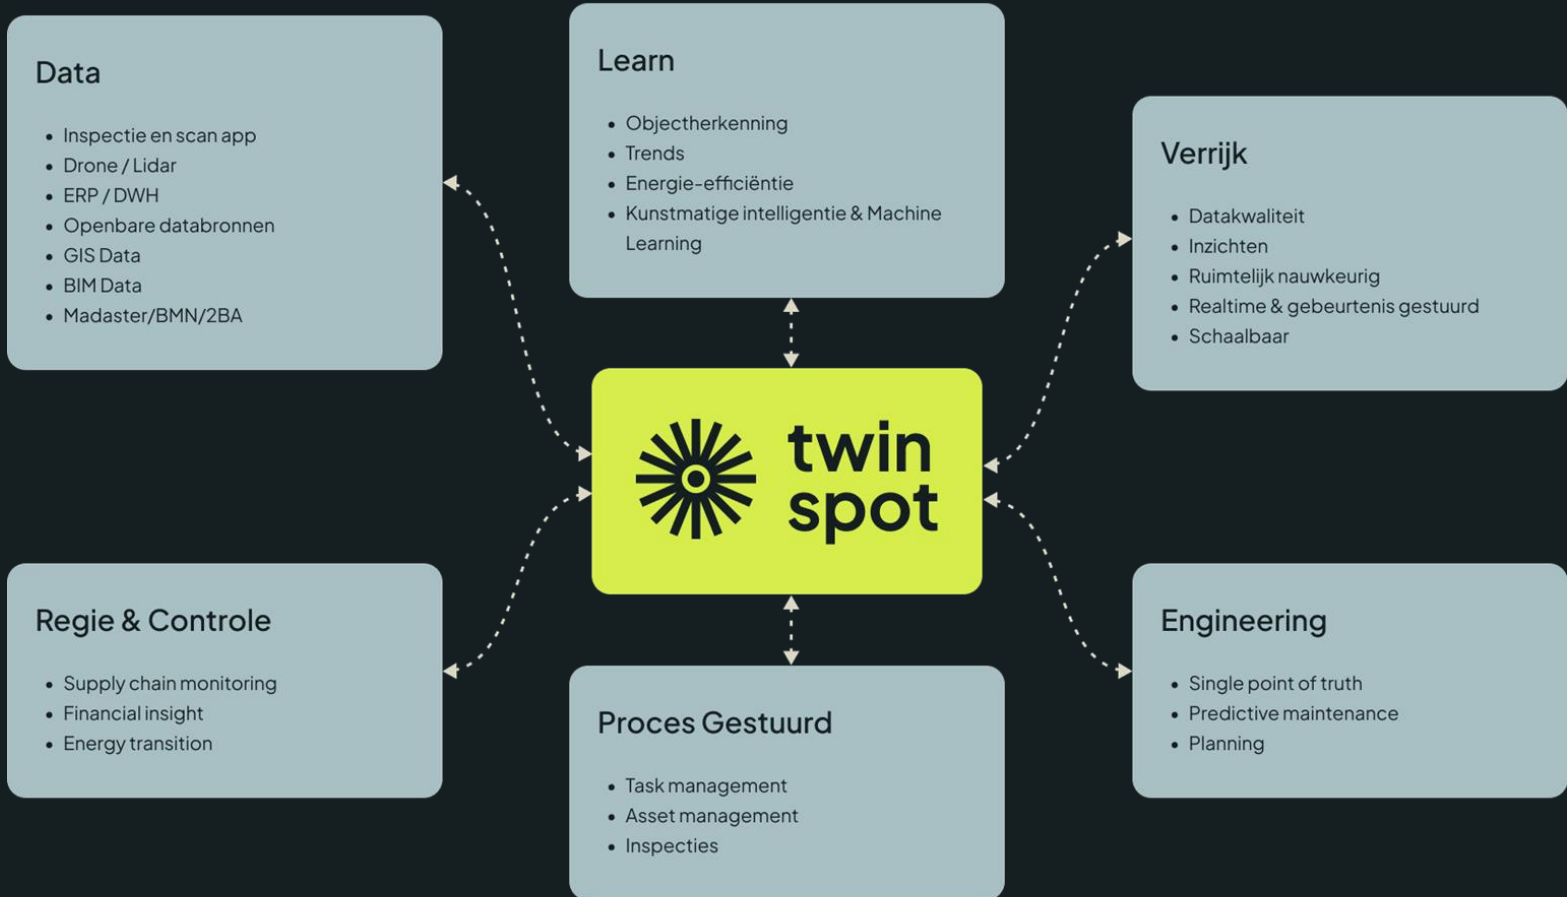 Data
Inspectie en scan app
Drone / Lidar
ERP / DWH
Openbare databronnen
GIS Data
BIM Data
Madaster/BMN/2BA
Learn
Objectherkenning
Trends
Energie-efficiëntie
Kunstmatige intelligentie & Machine
Learning
Verrijk
Datakwaliteit
Inzichten
Ruimtelijk nauwkeurig
Realtime & gebeurtenis gestuurd
Schaalbaar
twin
spot
Regie & Controle
Supply chain monitoring
Financial insight
Energy transition
Proces Gestuurd
Task management
Asset management
Inspecties
Engineering
Single point of truth
Predictive maintenance
Planning